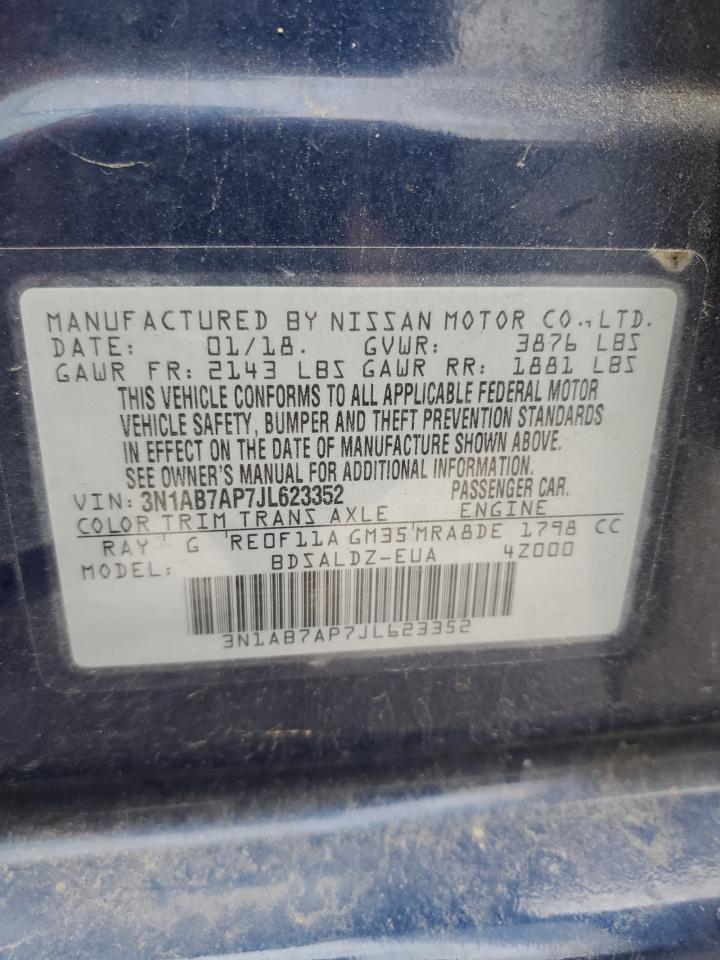 MANUFACTURED BY NISSAN MOTOR CO., LTD.
DATE: 01/18. GVWR: 3876 LBS
GAWR FR: 2143 LBS GAWR RR: 1881 LBS
THIS VEHICLE CONFORMS TO ALL APPLICABLE FEDERAL MOTOR
VEHICLE SAFETY, BUMPER AND THEFT PREVENTION STANDARDS
IN EFFECT ON THE DATE OF MANUFACTURE SHOWN ABOVE.
SEE OWNER'S MANUAL FOR ADDITIONAL INFORMATION.
VIN: 3N1AB7AP7JL623352 PASSENGER CAR.
COLOR TRIM TRANS AXLE ENGINE
RAY G RE0F11A GM35 MRA8DE 1798 CC
MODEL: BDSALDZ-EUA 4Z000
3N1AB7AP7JL623352